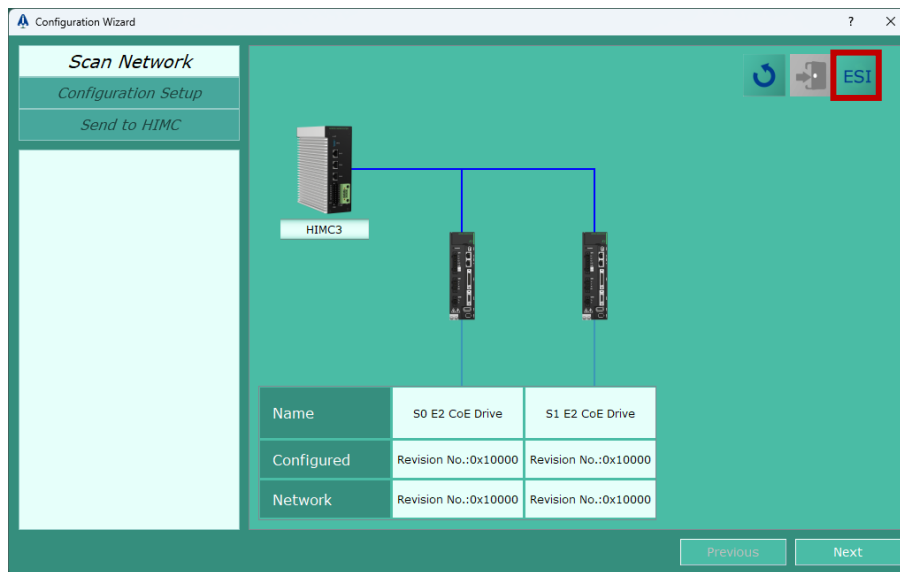 Configuration Wizard
?
Scan Network
Configuration Setup
Send to HIMC
ESI
HIMC3
Name S0 E2 CoE Drive S1 E2 CoE Drive
Configured Revision No.:0x10000 Revision No.:0x10000
Network Revision No.:0x10000 Revision No.:0x10000
Previous Next